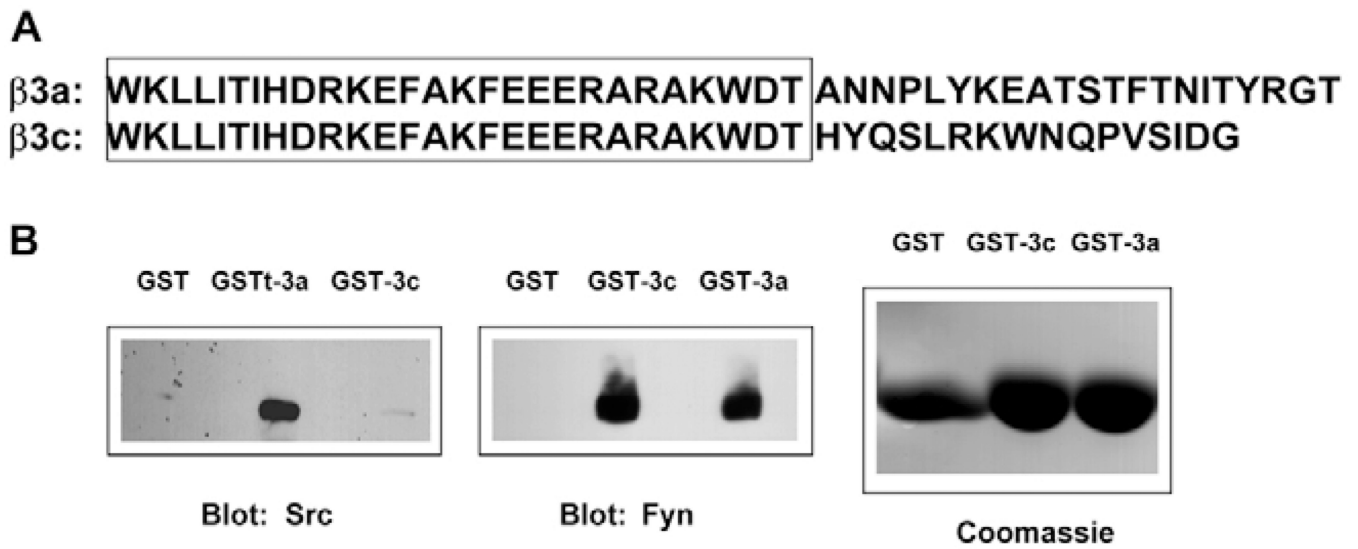 A
β3a: WKLLITIHDRKEFAKFEEERARAKWDT ANNPLYKEATSTFTNITYRGT
β3c: WKLLITIHDRKEFAKFEEERARAKWDT HYQSLRKWNQPVSIDG
B
GST GSTt-3a GST-3c
GST GST-3c GST-3a
GST GST-3c GST-3a
Blot: Src
Blot: Fyn
Coomassie